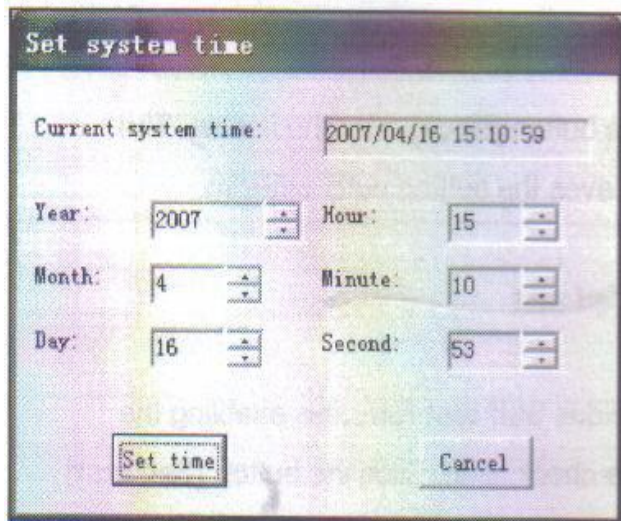 Set system time
Current system time: 2007/04/16 15:10:59
Year: 2007 Hour: 15
Month: 4 Minute: 10
Day: 16 Second: 53
Set time Cancel